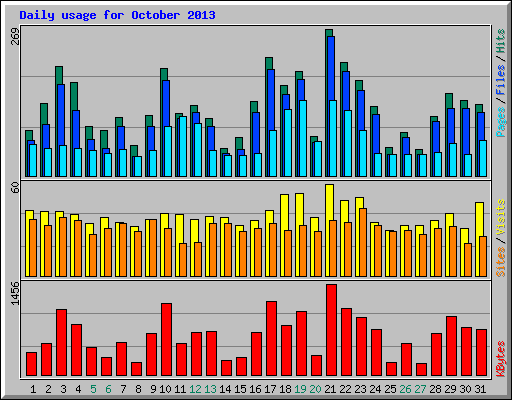 Daily usage for October 2013
269
Pages / Files / Hits
60
Sites / Visits
1456
KBytes
1 2 3 4 5 6 7 8 9 10 11 12 13 14 15 16 17 18 19 20 21 22 23 24 25 26 27 28 29 30 31